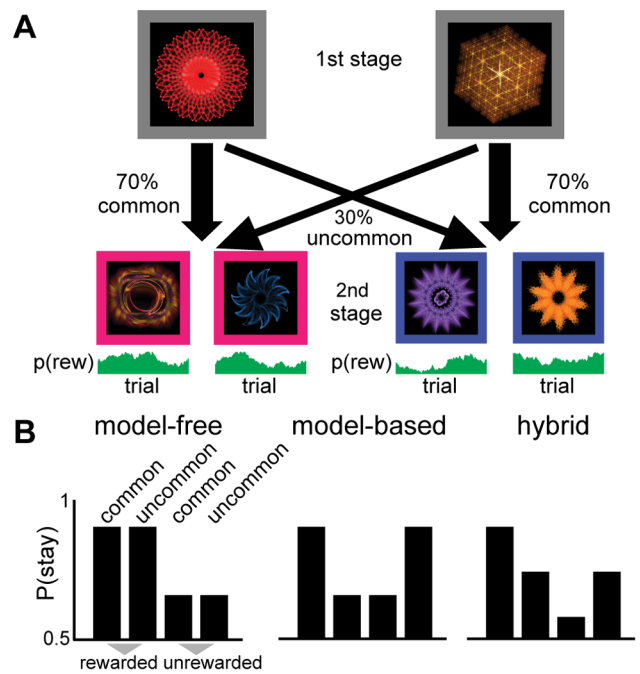 A
1st stage
70%
common
70%
common
30%
uncommon
2nd
stage
p(rew)
p(rew)
trial
trial
trial
trial
B
model-free
model-based
hybrid
common
uncommon
common
uncommon
1
P(stay)
0.5
rewarded
unrewarded